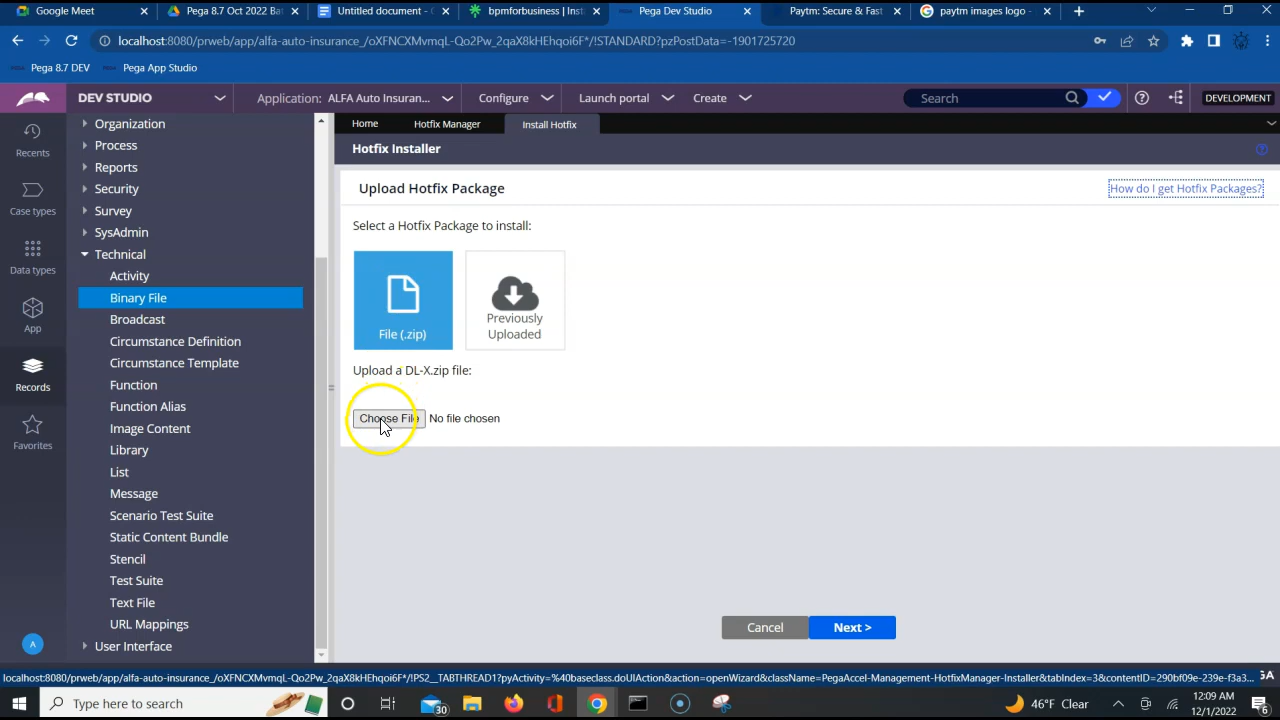 Google Meet
Pega 8.7 Oct 2022 Bat
Untitled document - G
bpmforbusiness | Inst
Pega Dev Studio
Paytm: Secure & Fast
paytm images logo -
localhost:8080/prweb/app/alfa-auto-insurance_/oXFNCXMvmqL-Qo2Pw_2qaX8kHEhqoi6F*/!STANDARD?pzPostData=-1901725720
Pega 8.7 DEV
Pega App Studio
DEV STUDIO
Application: ALFA Auto Insuran...
Configure
Launch portal
Create
Search
DEVELOPMENT
Recents
Case types
Data types
App
Records
Favorites
A
Organization
Process
Reports
Security
Survey
SysAdmin
Technical
Activity
Binary File
Broadcast
Circumstance Definition
Circumstance Template
Function
Function Alias
Image Content
Library
List
Message
Scenario Test Suite
Static Content Bundle
Stencil
Test Suite
Text File
URL Mappings
User Interface
Home
Hotfix Manager
Install Hotfix
Hotfix Installer
Upload Hotfix Package
How do I get Hotfix Packages?
Select a Hotfix Package to install:
File (.zip)
Previously
Uploaded
Upload a DL-X.zip file:
Choose File No file chosen
Cancel
Next >
localhost:8080/prweb/app/alfa-auto-insurance_/oXFNCXMvmqL-Qo2Pw_2qaX8kHEhqoi6F*/!PS2__TABTHREAD1?pyActivity=%40baseclass.doUIAction&action=openWizard&className=PegaAccel-Management-HotfixManager-Installer&tabIndex=3&contentID=290bf09e-239e-f3a3...
GA
Type here to search
30
46°F Clear
12:09 AM
12/1/2022
6